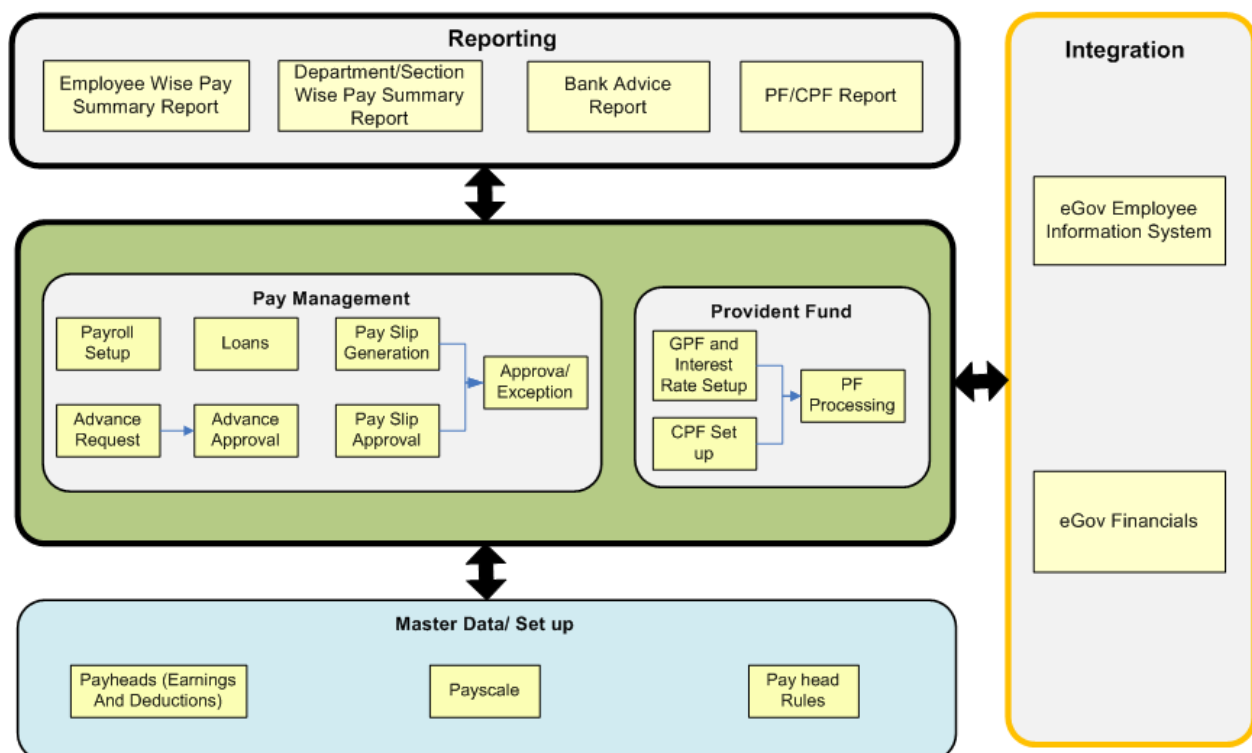 Reporting
Employee Wise Pay
Summary Report
Department/Section
Wise Pay Summary
Report
Bank Advice
Report
PF/CPF Report
Integration
eGov Employee
Information System
eGov Financials
Pay Management
Payroll
Setup
Loans
Pay Slip
Generation
Approva/
Exception
Advance
Request
Advance
Approval
Pay Slip
Approval
Provident Fund
GPF and
Interest
Rate Setup
PF
Processing
CPF Set
up
Master Data/ Set up
Payheads (Earnings
And Deductions)
Payscale
Pay head
Rules